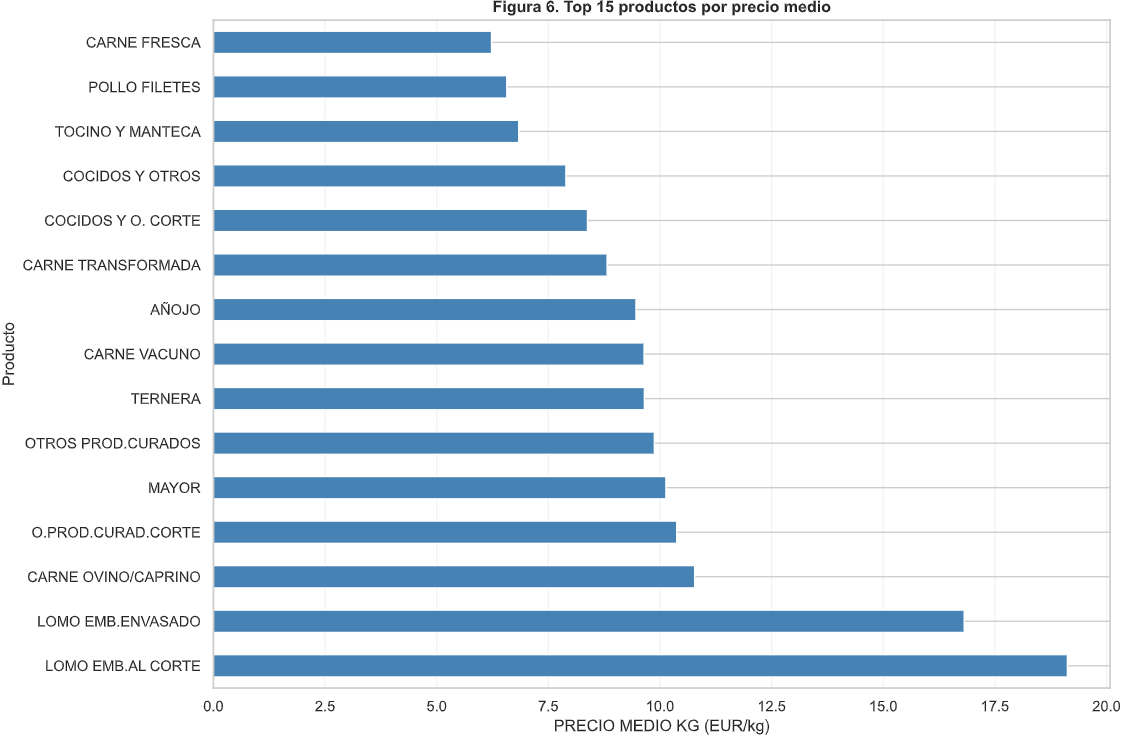 Figura 6. Top 15 productos por precio medio
CARNE FRESCA
POLLO FILETES
TOCINO Y MANTECA
COCIDOS Y OTROS
COCIDOS Y O. CORTE
CARNE TRANSFORMADA
AÑOJO
CARNE VACUNO
TERNERA
OTROS PROD.CURADOS
MAYOR
O.PROD.CURAD.CORTE
CARNE OVINO/CAPRINO
LOMO EMB.ENVASADO
LOMO EMB.AL CORTE
Producto
0.0 2.5 5.0 7.5 10.0 12.5 15.0 17.5 20.0
PRECIO MEDIO KG (EUR/kg)